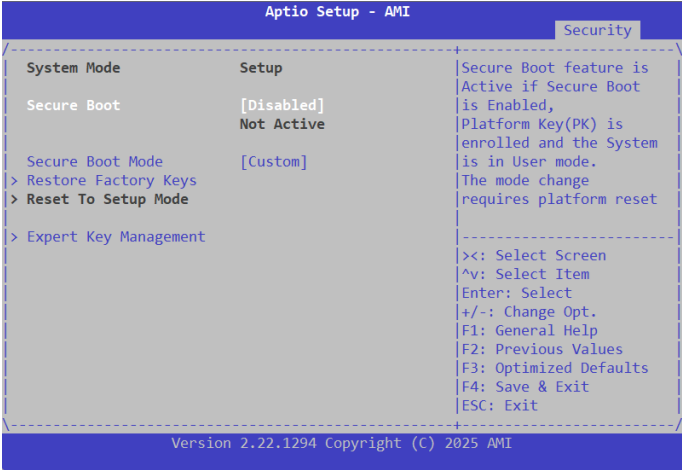 Aptio Setup - AMI
Security
System Mode Setup
Secure Boot [Disabled]
Not Active
Secure Boot Mode [Custom]
> Restore Factory Keys
> Reset To Setup Mode
> Expert Key Management
Secure Boot feature is
Active if Secure Boot
is Enabled,
Platform Key(PK) is
enrolled and the System
is in User mode.
The mode change
requires platform reset
><: Select Screen
^v: Select Item
Enter: Select
+/-: Change Opt.
F1: General Help
F2: Previous Values
F3: Optimized Defaults
F4: Save & Exit
ESC: Exit
Version 2.22.1294 Copyright (C) 2025 AMI